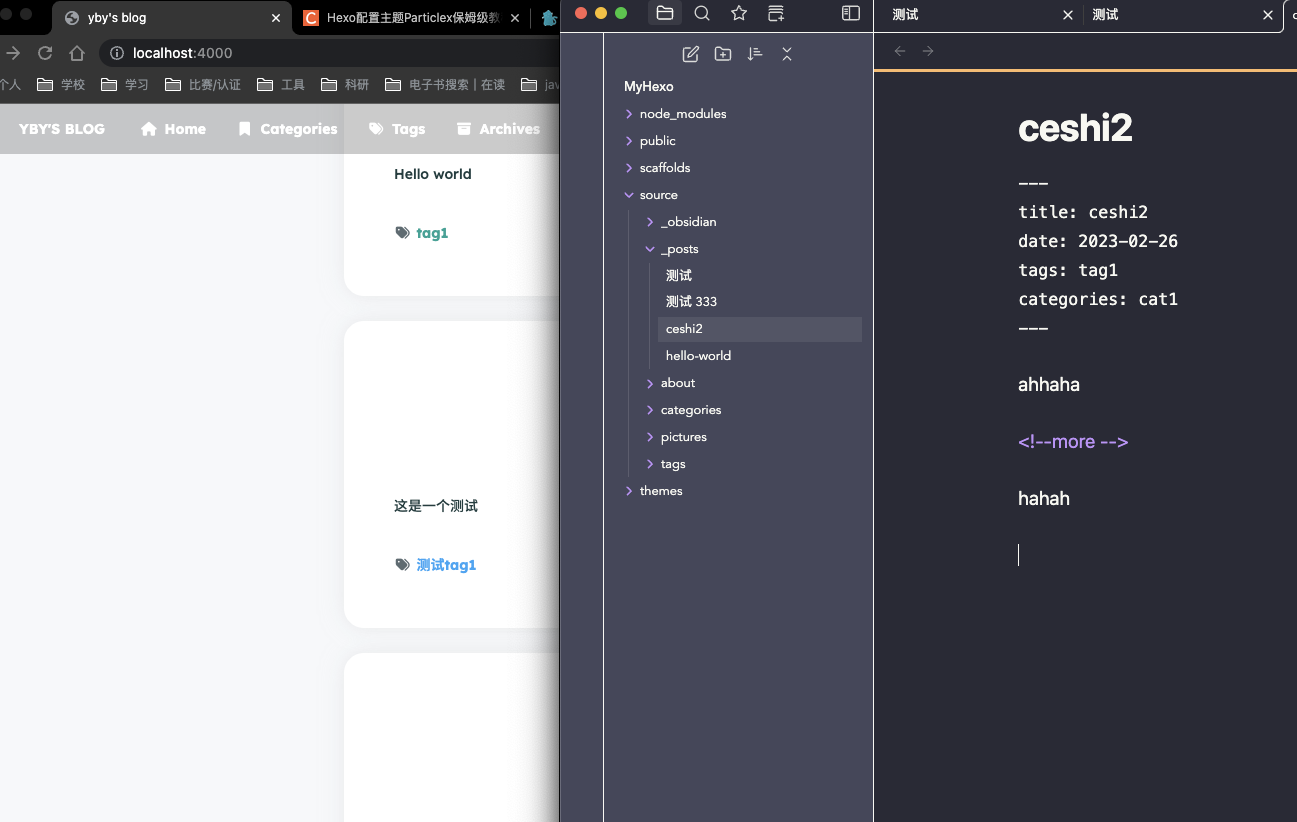 yby's blog
Hexo配置主题Particlex保姆级教
localhost:4000
个人
学校
学习
比赛/认证
工具
科研
电子书搜索 | 在读
jav
YBY'S BLOG
Home
Categories
Tags
Archives
Hello world
tag1
这是一个测试
测试tag1
MyHexo
node_modules
public
scaffolds
source
_obsidian
_posts
测试
测试 333
ceshi2
hello-world
about
categories
pictures
tags
themes
测试
测试
ceshi2
---
title: ceshi2
date: 2023-02-26
tags: tag1
categories: cat1
---
ahhaha
<!--more -->
hahah